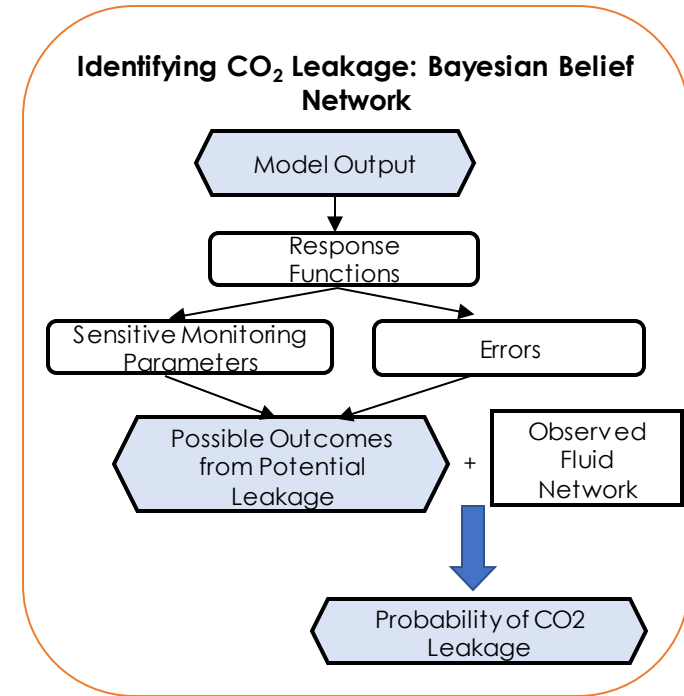 Identifying CO₂ Leakage: Bayesian Belief
Network
Model Output
Response
Functions
Sensitive Monitoring
Parameters
Errors
Possible Outcomes
from Potential
Leakage
+
Observed
Fluid
Network
Probability of CO2
Leakage